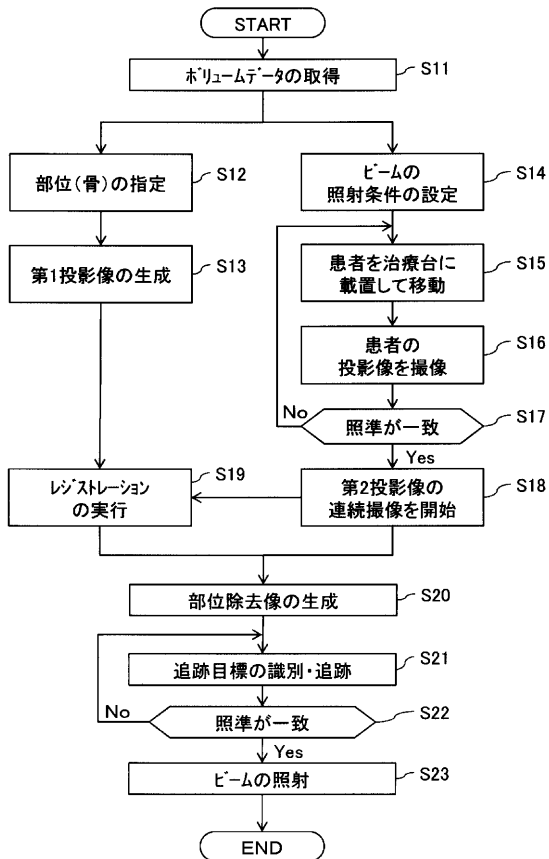 START
ボリュームデータの取得
S11
部位(骨)の指定
S12
第1投影像の生成
S13
ビームの
照射条件の設定
S14
患者を治療台に
載置して移動
S15
患者の
投影像を撮像
S16
No
照準が一致
S17
Yes
レジストレーション
の実行
S19
第2投影像の
連続撮像を開始
S18
部位除去像の生成
S20
追跡目標の識別・追跡
S21
No
照準が一致
S22
Yes
ビームの照射
S23
END